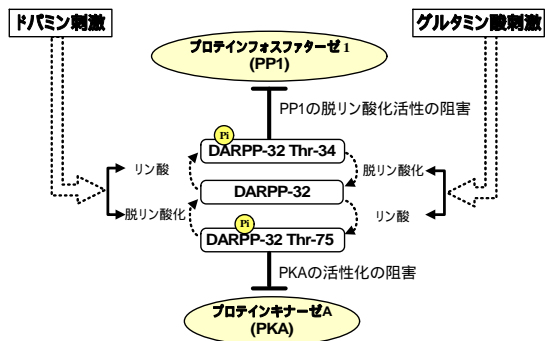 ドパミン刺激
グルタミン酸刺激
プロテインフォスファターゼ 1
(PP1)
PP1の脱リン酸化活性の阻害
Pi
DARPP-32 Thr-34
リン酸
脱リン酸化
DARPP-32
脱リン酸化
リン酸
Pi
DARPP-32 Thr-75
PKAの活性化の阻害
プロテインキナーゼA
(PKA)